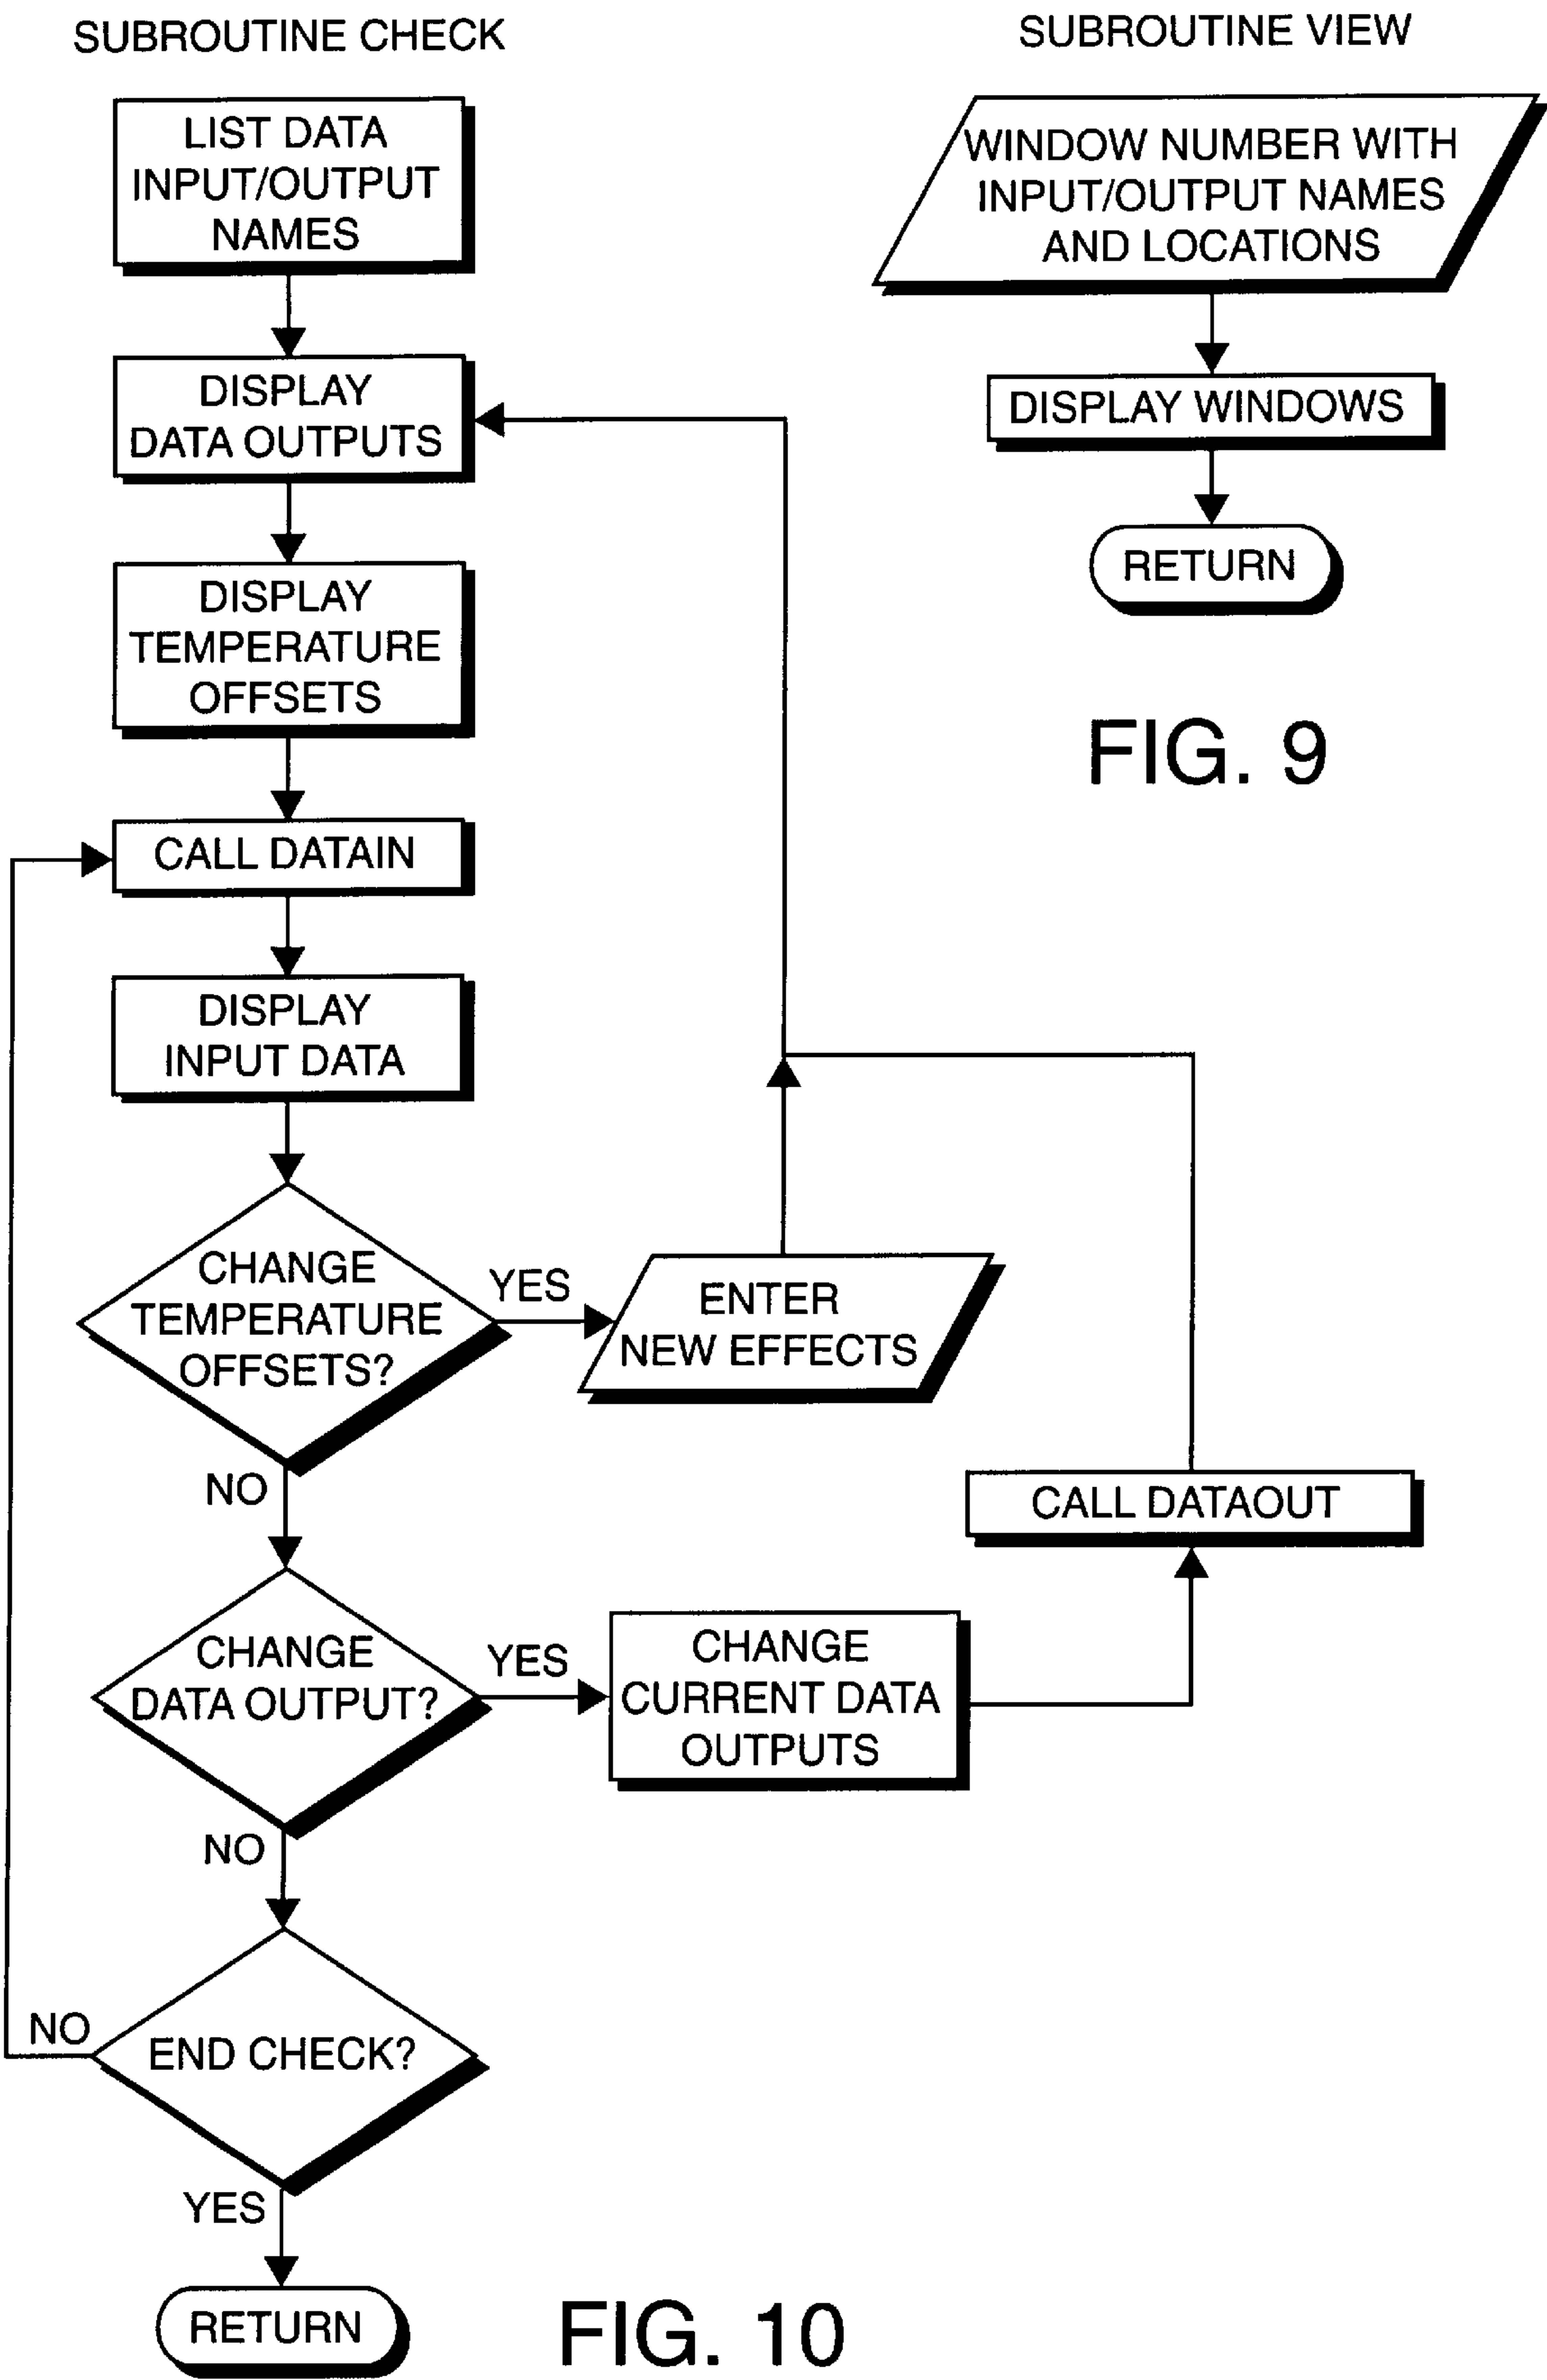 SUBROUTINE CHECK
LIST DATA
INPUT/OUTPUT
NAMES
DISPLAY
DATA OUTPUTS
DISPLAY
TEMPERATURE
OFFSETS
CALL DATAIN
DISPLAY
INPUT DATA
CHANGE
TEMPERATURE
OFFSETS?
YES
ENTER
NEW EFFECTS
NO
CHANGE
DATA OUTPUT?
YES
CHANGE
CURRENT DATA
OUTPUTS
CALL DATAOUT
NO
END CHECK?
NO
YES
RETURN
FIG. 10
SUBROUTINE VIEW
WINDOW NUMBER WITH
INPUT/OUTPUT NAMES
AND LOCATIONS
DISPLAY WINDOWS
RETURN
FIG. 9